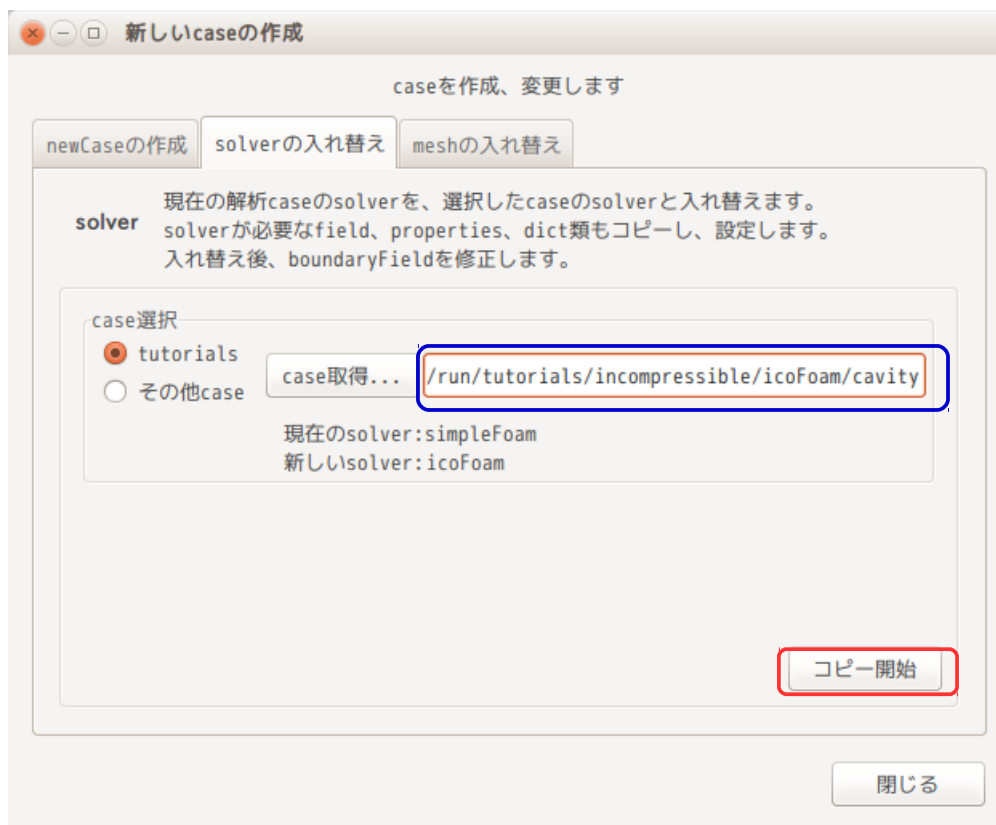 新しいcaseの作成
caseを作成、変更します
newCaseの作成 solverの入れ替え meshの入れ替え
solver
現在の解析caseのsolverを、選択したcaseのsolverと入れ替えます。
solverが必要なfield、properties、dict類もコピーし、設定します。
入れ替え後、boundaryFieldを修正します。
case選択
tutorials
その他case
case取得... /run/tutorials/incompressible/icoFoam/cavity
現在のsolver:simpleFoam
新しいsolver:icoFoam
コピー開始
閉じる